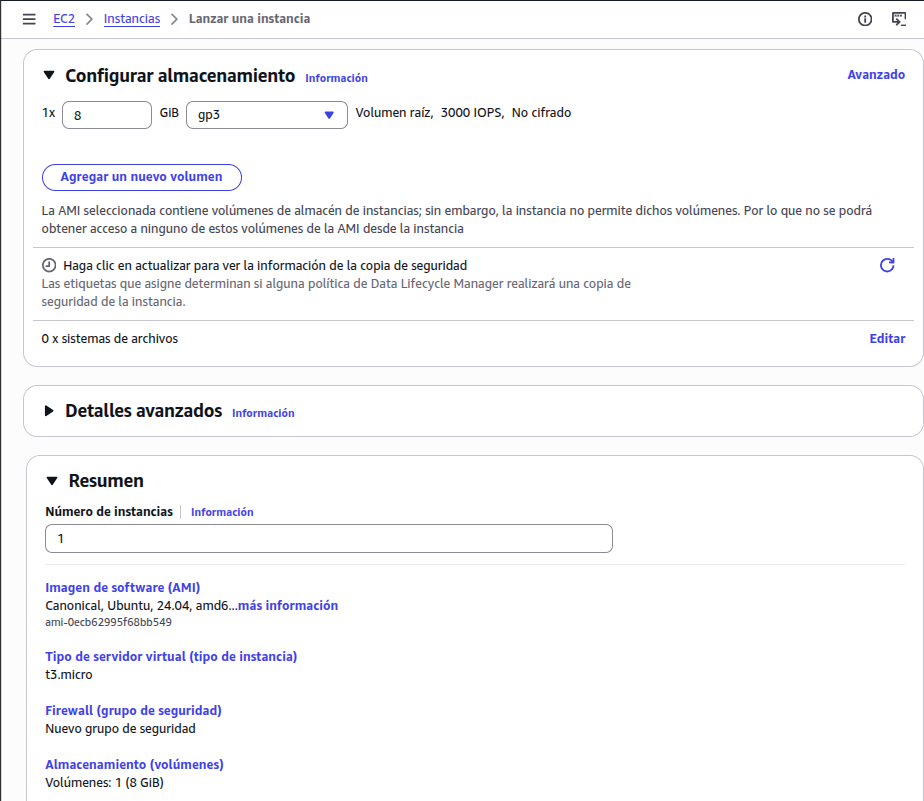 EC2 > Instancias > Lanzar una instancia
Configurar almacenamiento Información Avanzado
1x 8 GiB gp3 Volumen raíz, 3000 IOPS, No cifrado
Agregar un nuevo volumen
La AMI seleccionada contiene volúmenes de almacén de instancias; sin embargo, la instancia no permite dichos volúmenes. Por lo que no se podrá
obtener acceso a ninguno de estos volúmenes de la AMI desde la instancia
Haga clic en actualizar para ver la información de la copia de seguridad
Las etiquetas que asigne determinan si alguna política de Data Lifecycle Manager realizará una copia de
seguridad de la instancia.
0 x sistemas de archivos Editar
Detalles avanzados Información
Resumen
Número de instancias Información
1
Imagen de software (AMI)
Canonical, Ubuntu, 24.04, amd6...más información
ami-0ecb62995f68bb549
Tipo de servidor virtual (tipo de instancia)
t3.micro
Firewall (grupo de seguridad)
Nuevo grupo de seguridad
Almacenamiento (volúmenes)
Volúmenes: 1 (8 GiB)